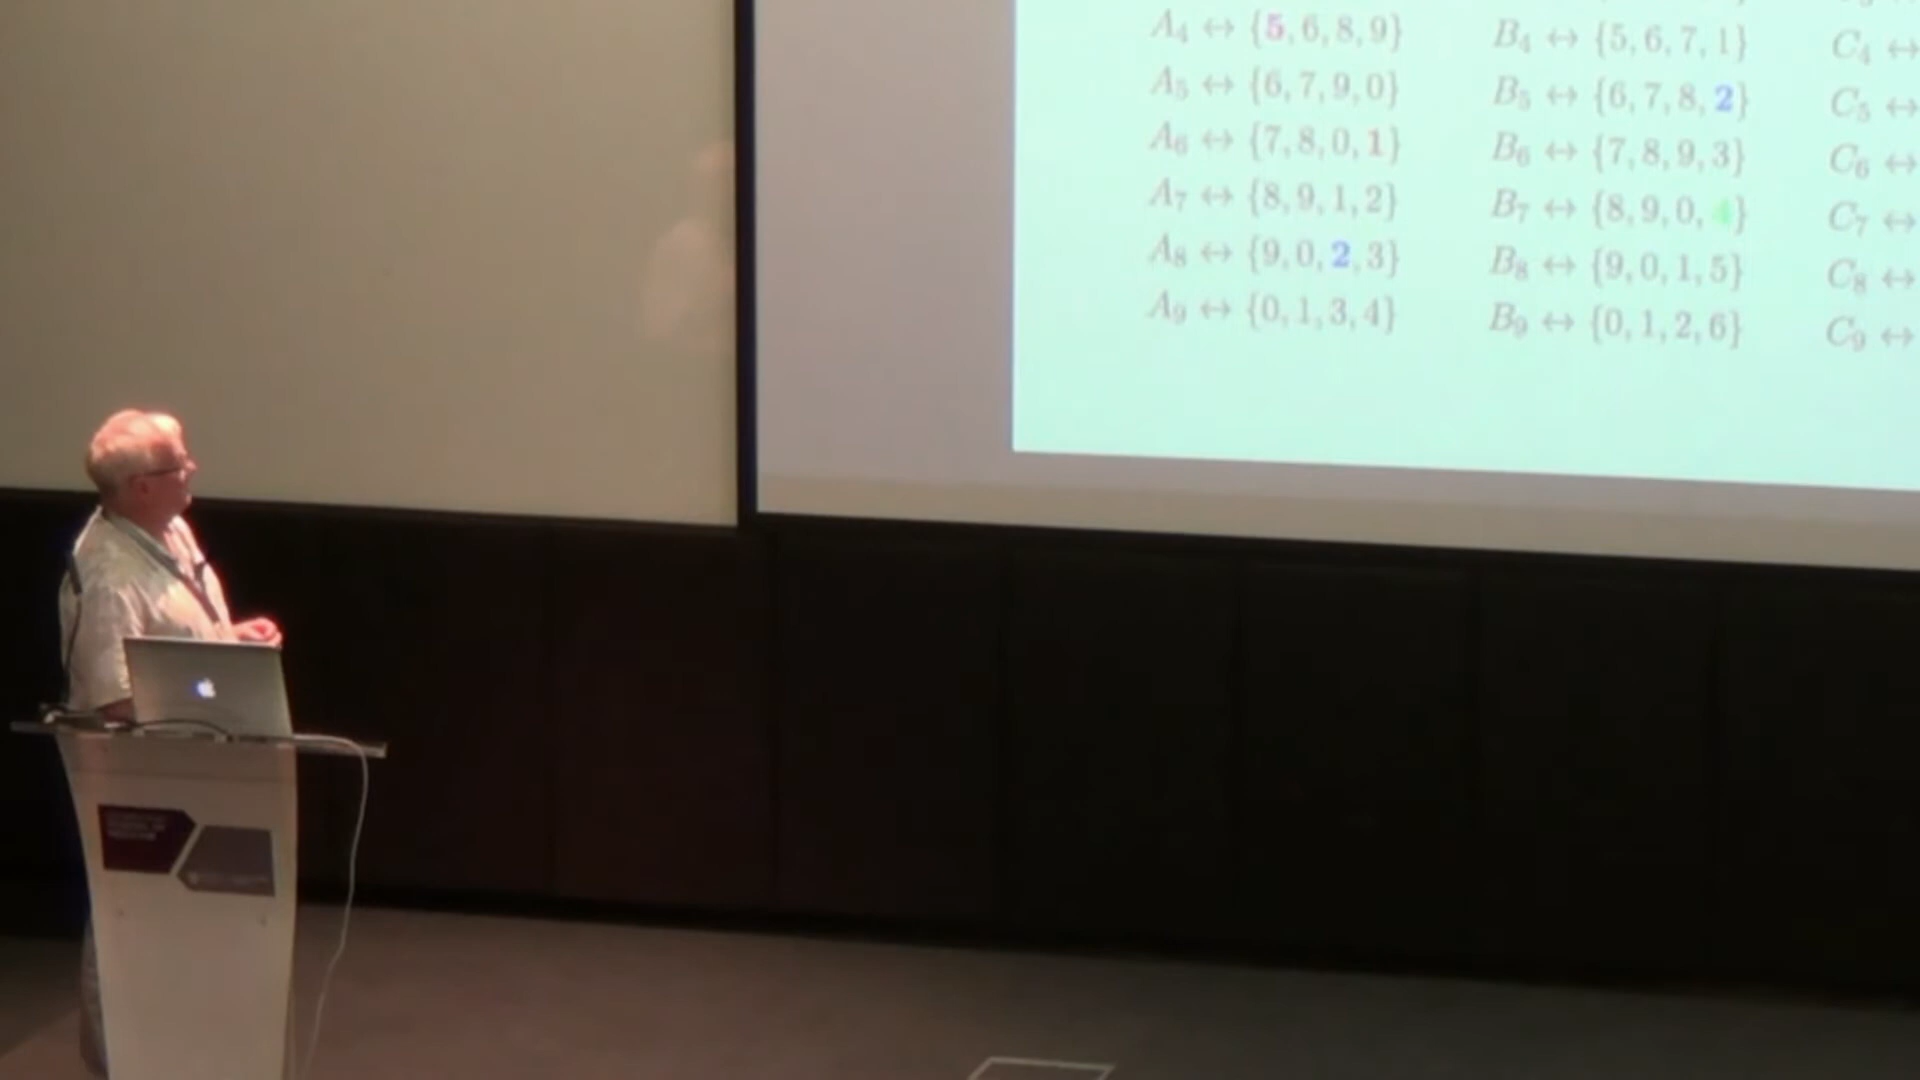 A₄ ↔ {5, 6, 8, 9} B₄ ↔ {5, 6, 7, 1} C₄ ↔
A₅ ↔ {6, 7, 9, 0} B₅ ↔ {6, 7, 8, 2} C₅ ↔
A₆ ↔ {7, 8, 0, 1} B₆ ↔ {7, 8, 9, 3} C₆ ↔
A₇ ↔ {8, 9, 1, 2} B₇ ↔ {8, 9, 0, 4} C₇ ↔
A₈ ↔ {9, 0, 2, 3} B₈ ↔ {9, 0, 1, 5} C₈ ↔
A₉ ↔ {0, 1, 3, 4} B₉ ↔ {0, 1, 2, 6} C₉ ↔